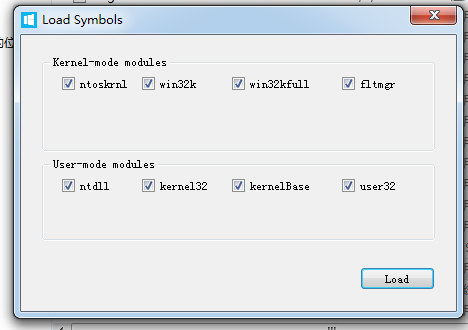 Load Symbols
Kernel-mode modules
ntoskrnl win32k win32kfull fltmgr
User-mode modules
ntdll kernel32 kernelBase user32
Load